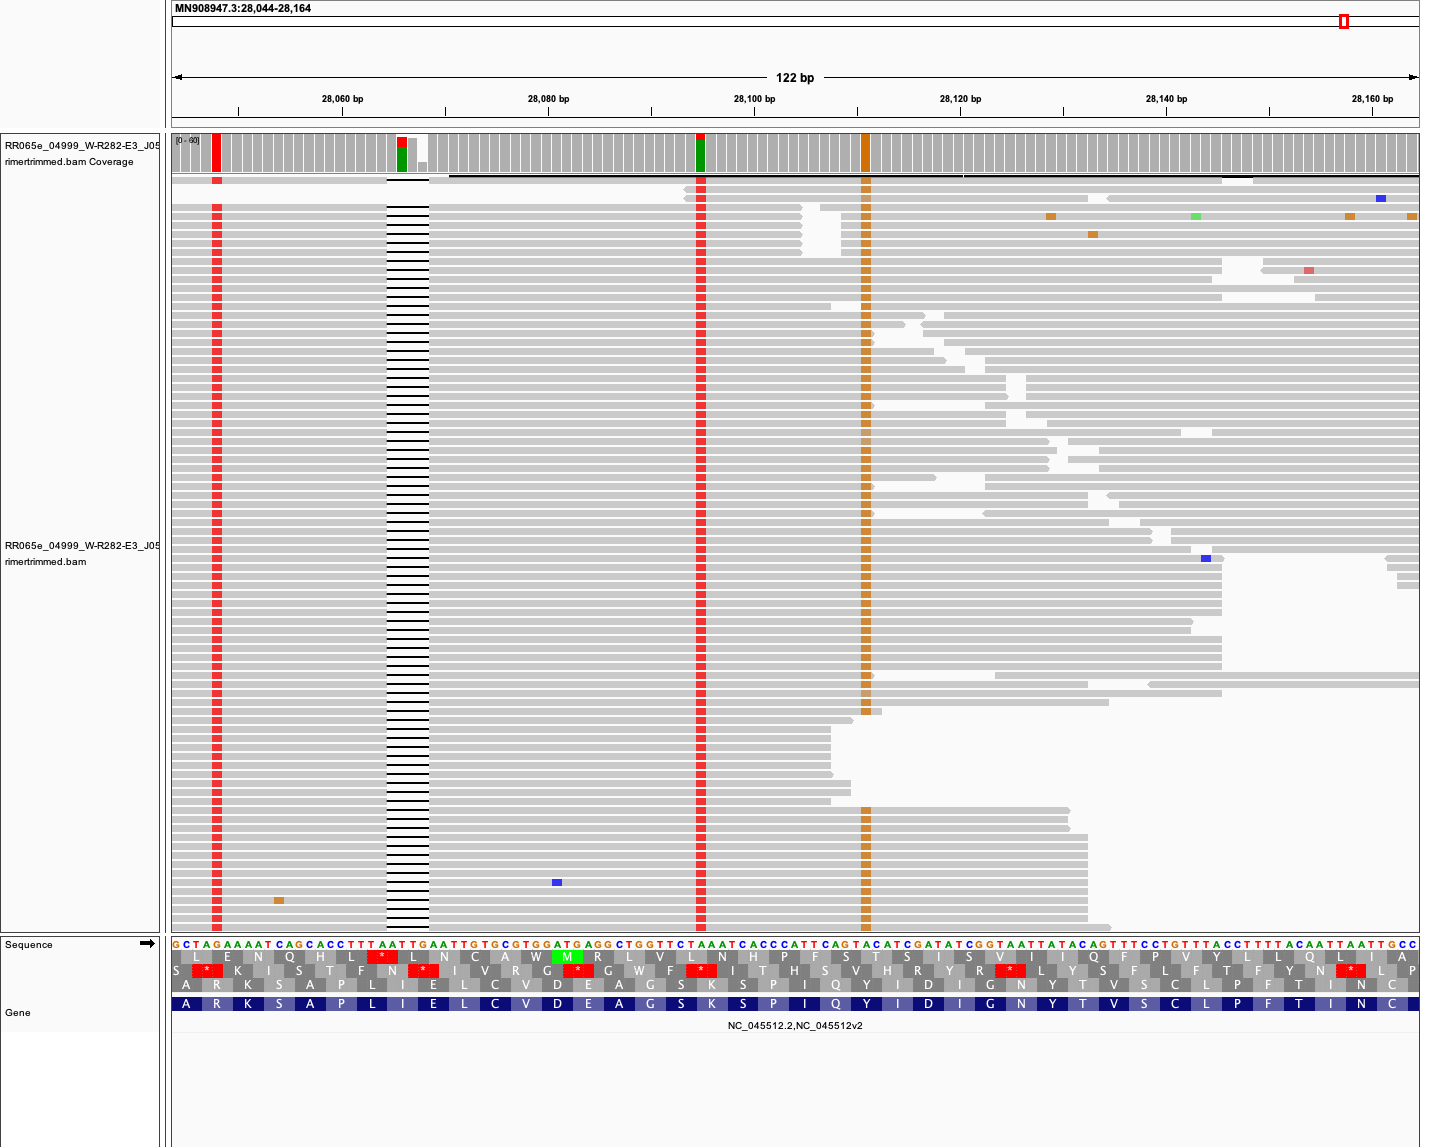 MN908947.3:28,044-28,164
122 bp
28,060 bp 28,080 bp 28,100 bp 28,120 bp 28,140 bp 28,160 bp
RR065e_04999_W-R282-E3_J05
rimertrimmed.bam Coverage
[0 - 60]
RR065e_04999_W-R282-E3_J05
rimertrimmed.bam
Sequence
GCTAGAAAATCAGCACCTTTAATTGAATTGTGCGTGGATGAGGCTGGTTCTAAATCACCCATTCAGTACATCGATATCGGTAATTATACAGTTTCCTGTTTACCTTTTACAATTAATTGCC
L E N Q H L * L N C A W M R L V L N H P F S T S I S V I I Q F P V Y L L Q L I A
S * K I S T F N * I V R G * G W F * I T H S V H R Y R * L Y S F L F T F Y N * L P
A R K S A P L I E L C V D E A G S K S P I Q Y I D I G N Y T V S C L P F T I N C
Gene
A R K S A P L I E L C V D E A G S K S P I Q Y I D I G N Y T V S C L P F T I N C
NC_045512.2,NC_045512v2